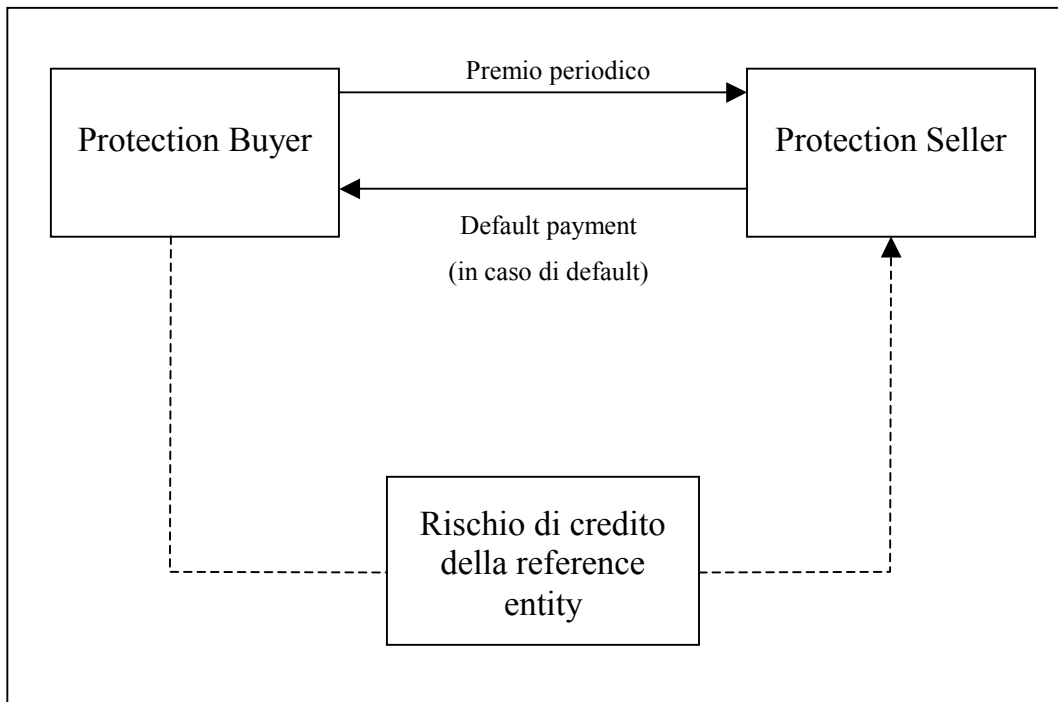 Premio periodico
Protection Buyer
Protection Seller
Default payment
(in caso di default)
Rischio di credito
della reference
entity